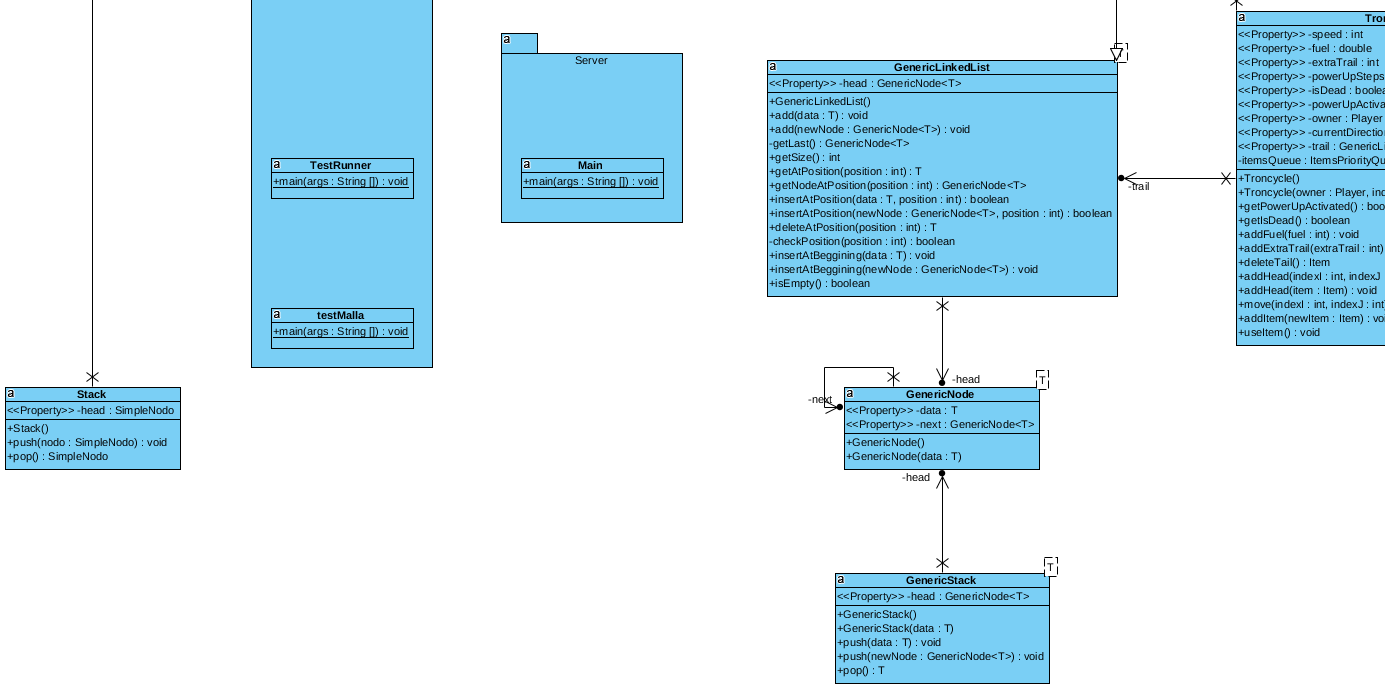 a
Server
a
TestRunner
+main(args : String []) : void
a
Main
+main(args : String []) : void
a
testMalla
+main(args : String []) : void
a
Stack
<<Property>> -head : SimpleNodo
+Stack()
+push(nodo : SimpleNodo) : void
+pop() : SimpleNodo
a
GenericLinkedList
<<Property>> -head : GenericNode<T>
+GenericLinkedList()
+add(data : T) : void
+add(newNode : GenericNode<T>) : void
-getLast() : GenericNode<T>
+getSize() : int
+getAtPosition(position : int) : T
+getNodeAtPosition(position : int) : GenericNode<T>
+insertAtPosition(data : T, position : int) : boolean
+insertAtPosition(newNode : GenericNode<T>, position : int) : boolean
+deleteAtPosition(position : int) : T
-checkPosition(position : int) : boolean
+insertAtBeggining(data : T) : void
+insertAtBeggining(newNode : GenericNode<T>) : void
+isEmpty() : boolean
-trail
-head
-next
T
a
GenericNode
<<Property>> -data : T
<<Property>> -next : GenericNode<T>
+GenericNode()
+GenericNode(data : T)
-head
T
a
GenericStack
<<Property>> -head : GenericNode<T>
+GenericStack()
+GenericStack(data : T)
+push(data : T) : void
+push(newNode : GenericNode<T>) : void
+pop() : T
a
<<Property>> -speed : int
<<Property>> -fuel : double
<<Property>> -extraTrail : int
<<Property>> -powerUpSteps
<<Property>> -isDead : boolea
<<Property>> -powerUpActiva
<<Property>> -owner : Player
<<Property>> -currentDirectio
<<Property>> -trail : GenericLi
-itemsQueue : ItemsPriorityQu
+Troncycle()
+Troncycle(owner : Player, ind
+getPowerUpActivated() : boo
+getIsDead() : boolean
+addFuel(fuel : int) : void
+addExtraTrail(extraTrail : int)
+deleteTail() : Item
+addHead(indexI : int, indexJ
+addHead(item : Item) : void
+move(indexI : int, indexJ : int)
+addItem(newItem : Item) : vo
+useItem() : void